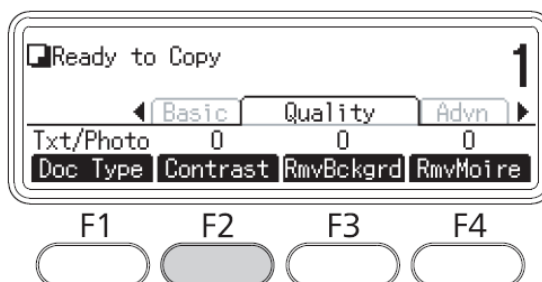 Ready to Copy 1
Basic Quality Advn
Txt/Photo 0 0 0
Doc Type Contrast RmvBckgrd RmvMoire
F1 F2 F3 F4